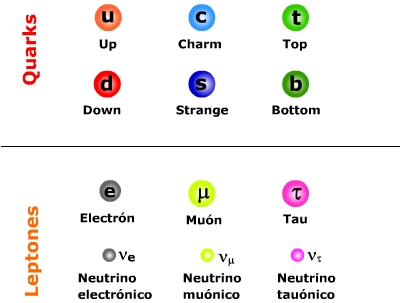 Quarks
u c t
Up Charm Top
d s b
Down Strange Bottom
Leptones
e μ τ
Electrón Muón Tau
νe νμ ντ
Neutrino Neutrino Neutrino
electrónico muónico tauónico